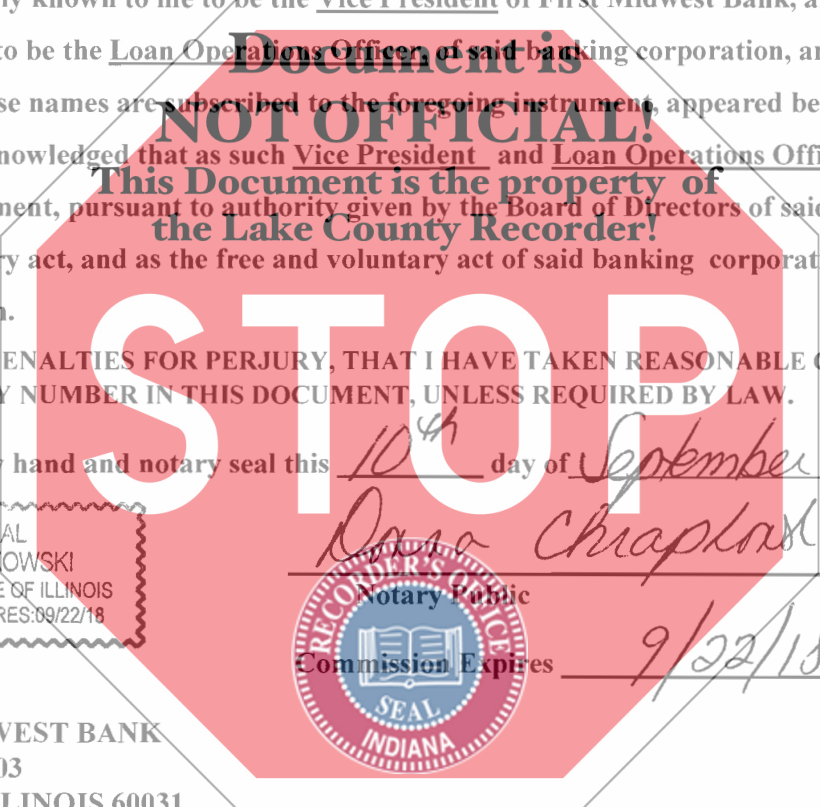 ly known to me to be the Vice President of First Midwest Bank, a
Document is
to be the Loan Operations Officer, of said banking corporation, an
se names are subscribed to the foregoing instrument, appeared be
NOT OFFICIAL!
nowledged that as such Vice President and Loan Operations Offi
This Document is the property of
ment, pursuant to authority given by the Board of Directors of said
the Lake County Recorder!
ry act, and as the free and voluntary act of said banking corporat
n.
STOP
ENALTIES FOR PERJURY, THAT I HAVE TAKEN REASONABLE C
Y NUMBER IN THIS DOCUMENT, UNLESS REQUIRED BY LAW.
y hand and notary seal this 10th day of September
AL
OWSKI
E OF ILLINOIS
RES:09/22/18
Dana
Notary Public
Commission Expires 9/22/18
RECORDER'S OFFICE
SEAL
INDIANA
WEST BANK
03
LLINOIS 60031